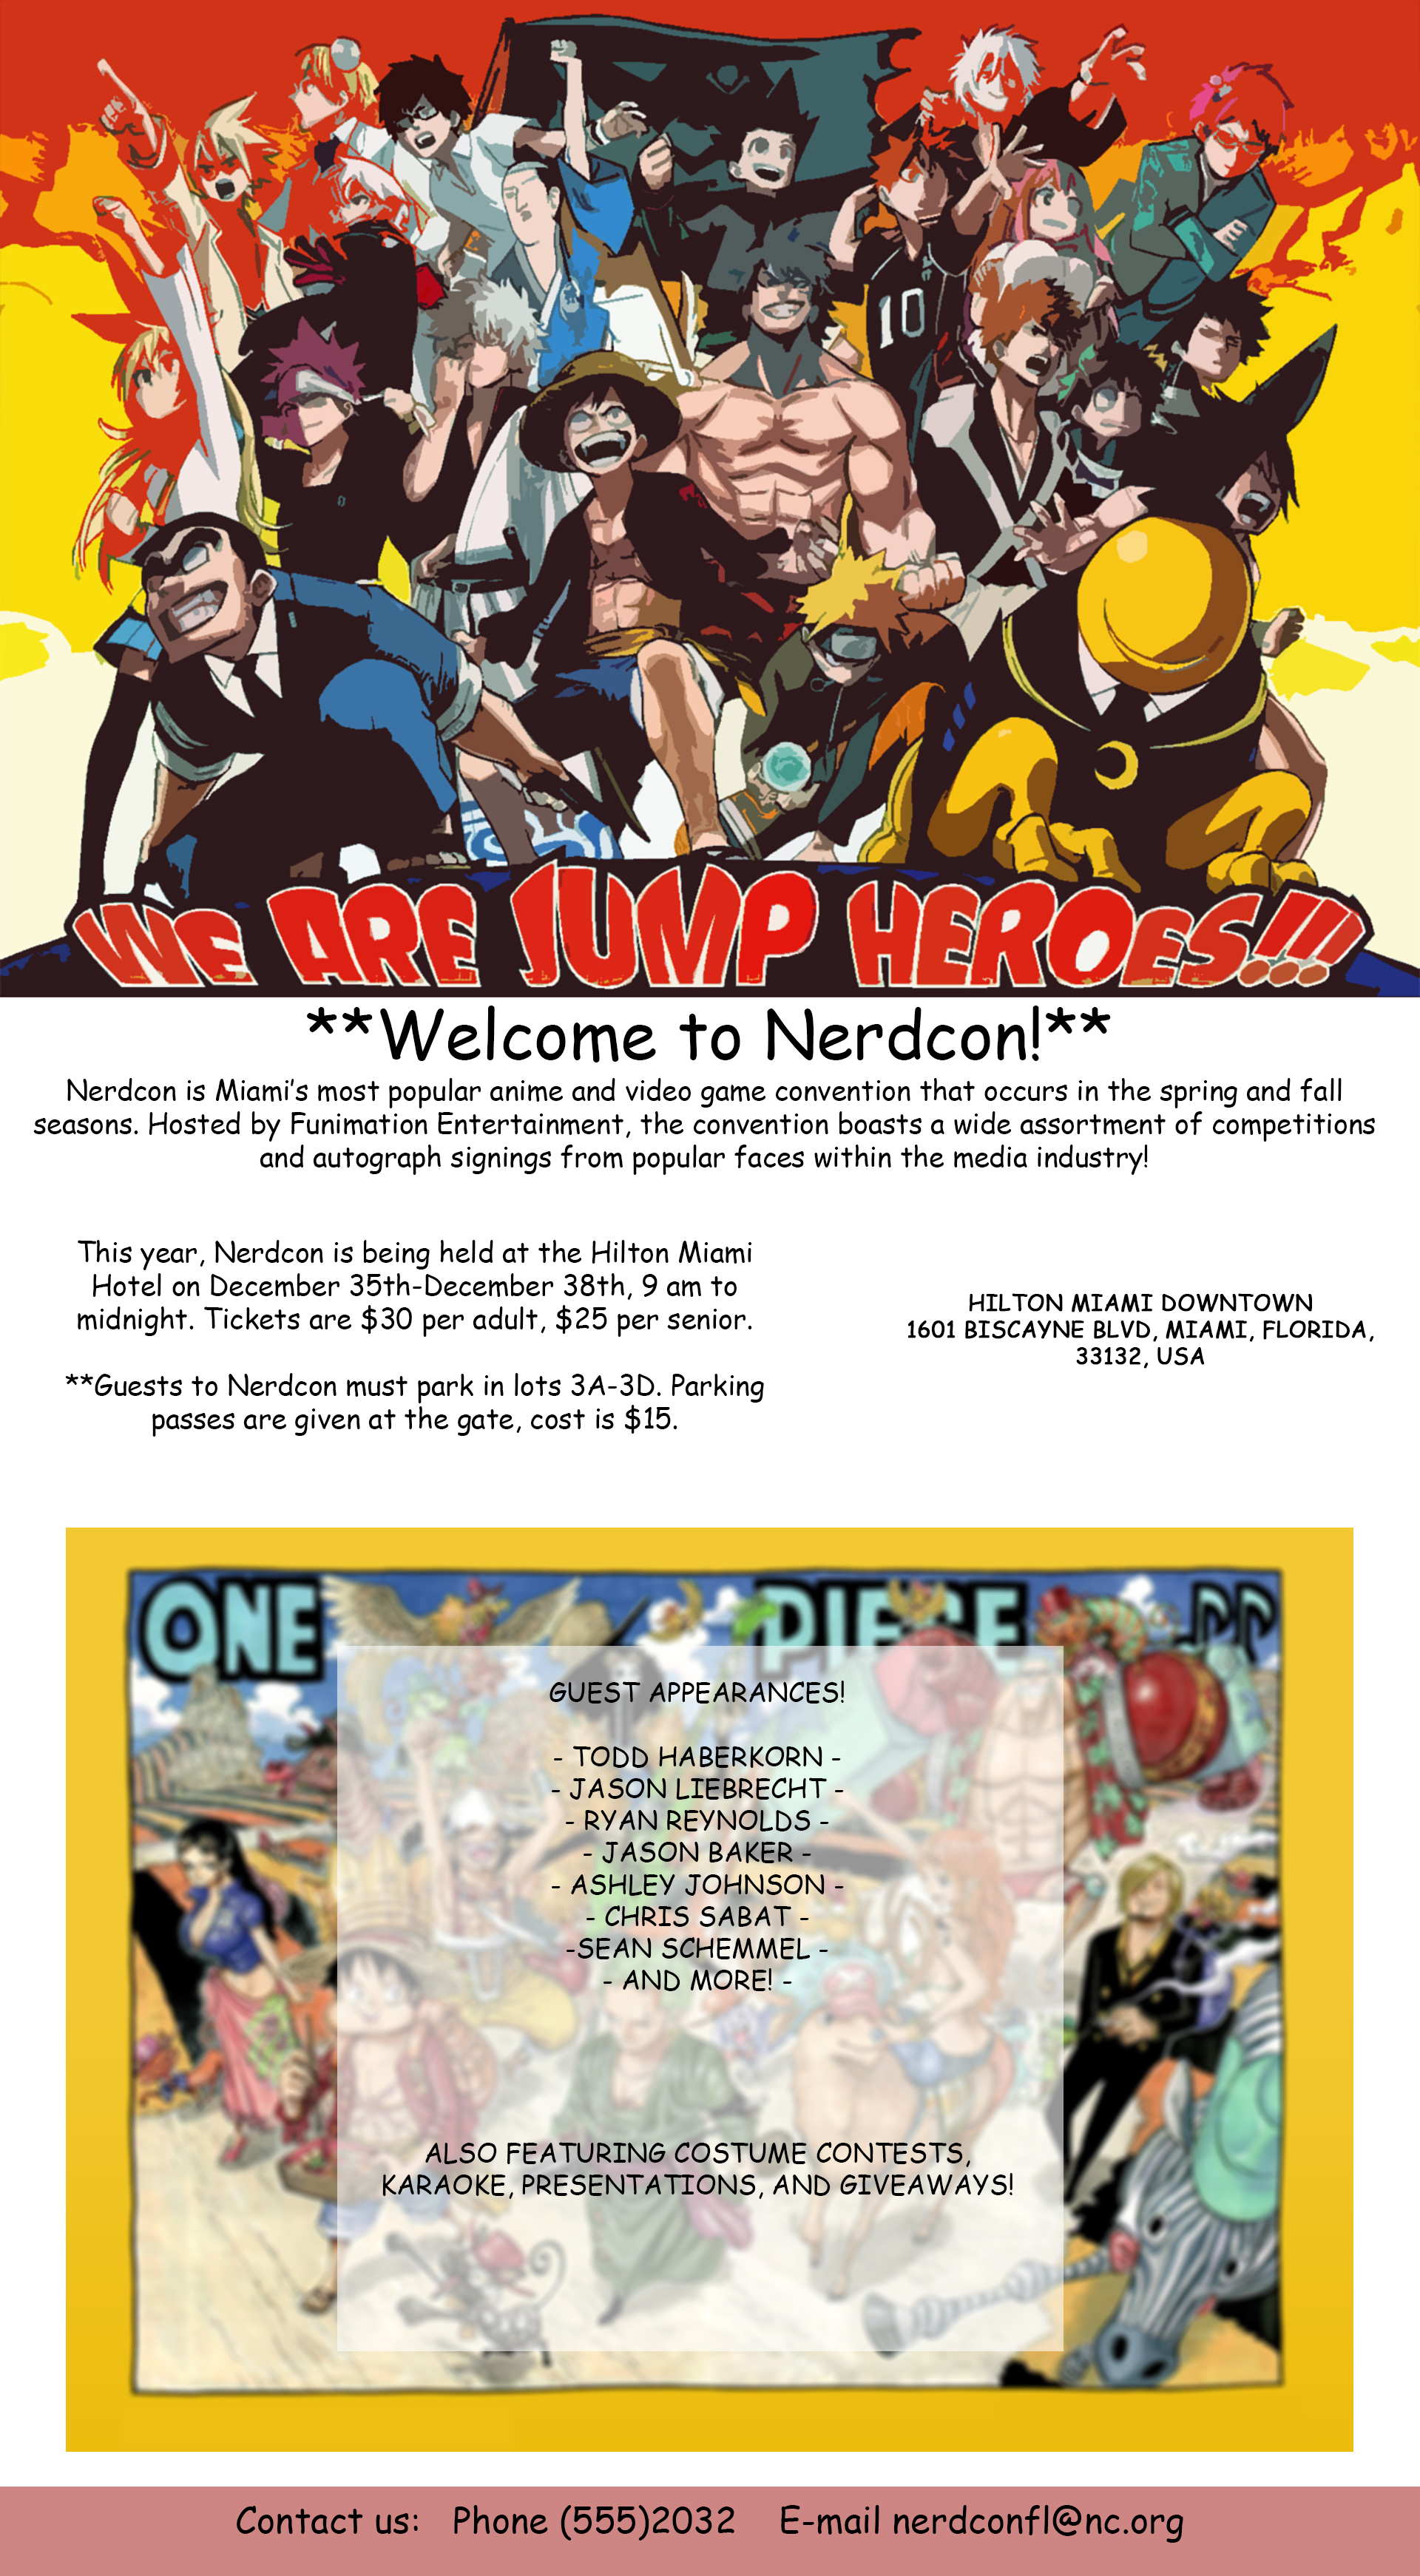 10
WE ARE JUMP HEROES!!!
**Welcome to Nerdcon!**
Nerdcon is Miami's most popular anime and video game convention that occurs in the spring and fall
seasons. Hosted by Funimation Entertainment, the convention boasts a wide assortment of competitions
and autograph signings from popular faces within the media industry!
This year, Nerdcon is being held at the Hilton Miami
Hotel on December 35th-December 38th, 9 am to
midnight. Tickets are $30 per adult, $25 per senior.
**Guests to Nerdcon must park in lots 3A-3D. Parking
passes are given at the gate, cost is $15.
HILTON MIAMI DOWNTOWN
1601 BISCAYNE BLVD, MIAMI, FLORIDA,
33132, USA
ONE PIECE
GUEST APPEARANCES!
- TODD HABERKORN -
- JASON LIEBRECHT -
- RYAN REYNOLDS -
- JASON BAKER -
- ASHLEY JOHNSON -
- CHRIS SABAT -
-SEAN SCHEMMEL -
- AND MORE! -
ALSO FEATURING COSTUME CONTESTS,
KARAOKE, PRESENTATIONS, AND GIVEAWAYS!
Contact us: Phone (555)2032 E-mail nerdconfl@nc.org